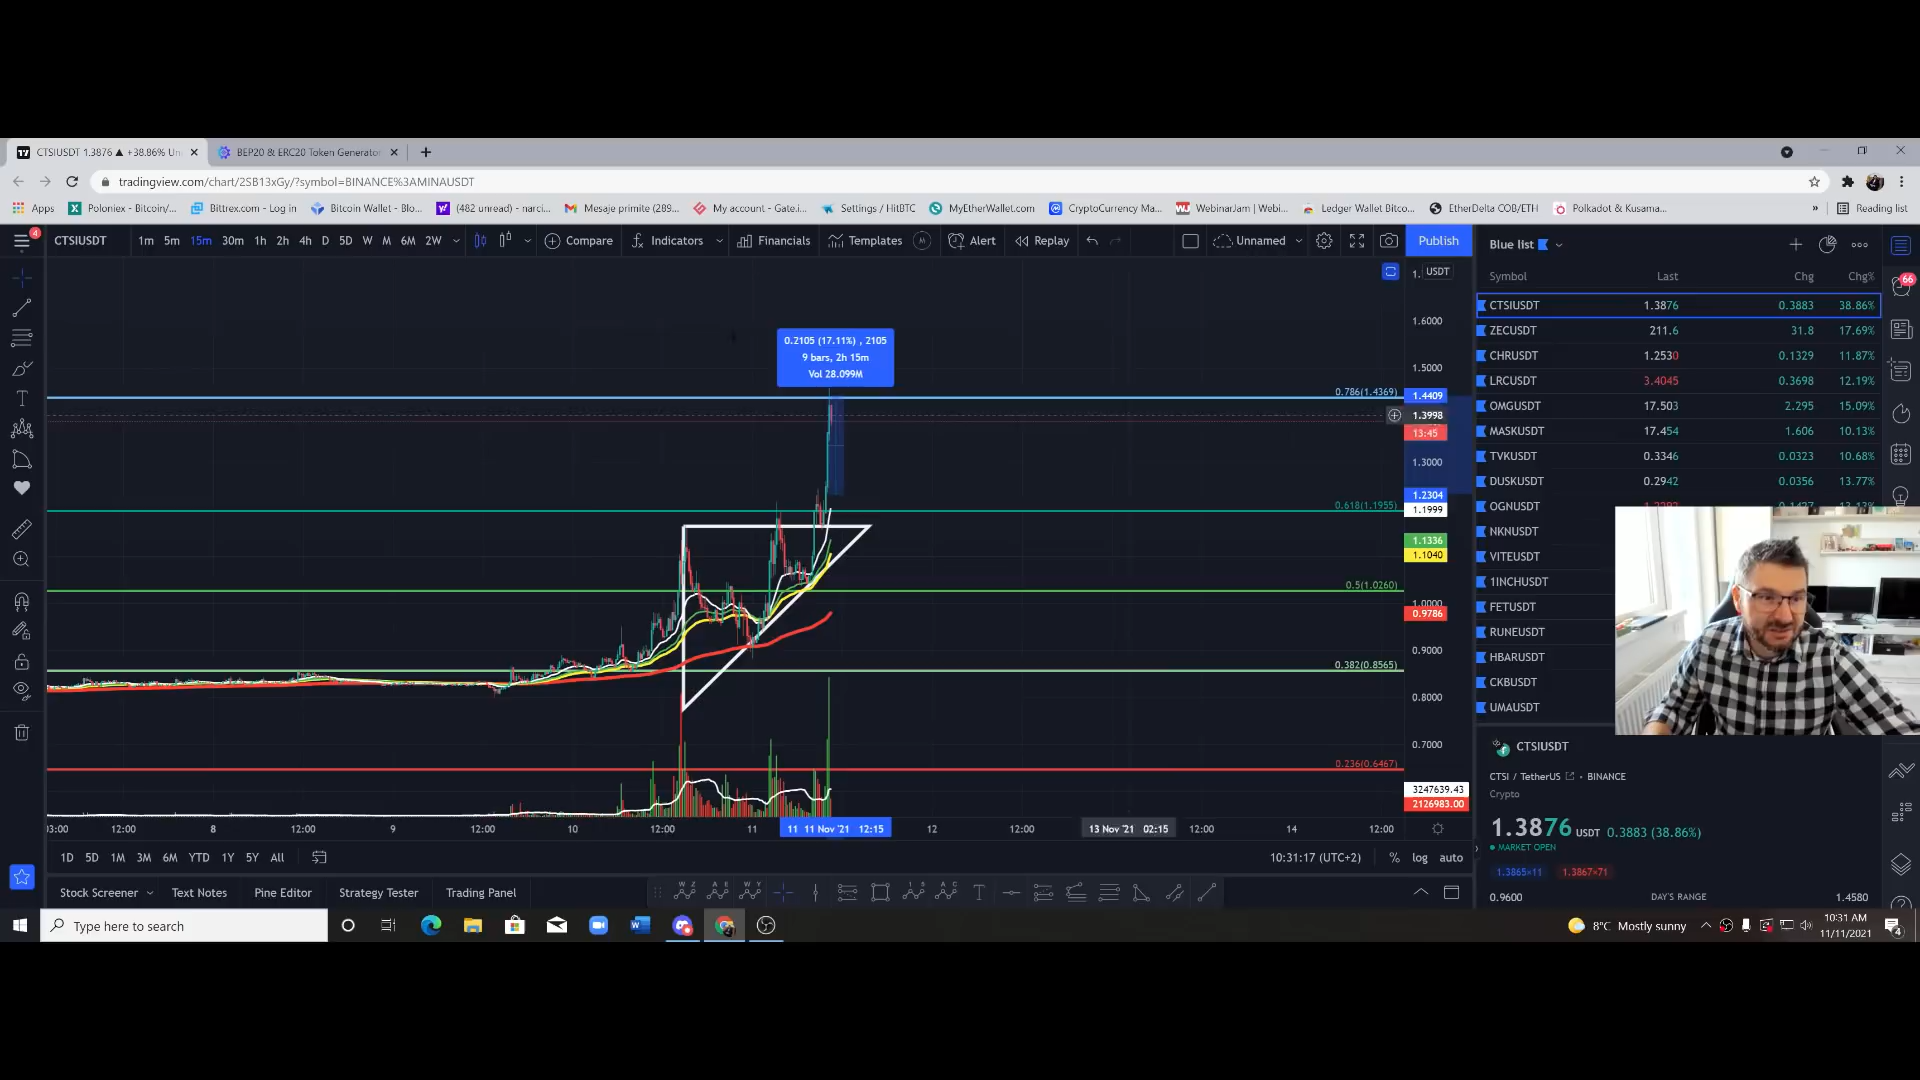 CTSIUSDT 1.3876 ▲ +38.86% Un
BEP20 & ERC20 Token Generator
tradingview.com/chart/2SB13xGy/?symbol=BINANCE%3AMINAUSDT
Apps Poloniex - Bitcoin/... Bittrex.com - Log in Bitcoin Wallet - Blo... (482 unread) - narci... Mesaje primite (289... My account - Gate.i... Settings / HitBTC MyEtherWallet.com CryptoCurrency Ma... WebinarJam | Webi... Ledger Wallet Bitco... EtherDelta COB/ETH Polkadot & Kusama... » Reading list
4 CTSIUSDT 1m 5m 15m 30m 1h 2h 4h D 5D W M 6M 2W Compare Indicators Financials Templates M Alert Replay Unnamed Publish
Blue list
Symbol Last Chg Chg%
CTSIUSDT 1.3876 0.3883 38.86%
ZECUSDT 211.6 31.8 17.69%
CHRUSDT 1.2530 0.1329 11.87%
LRCUSDT 3.4045 0.3698 12.19%
OMGUSDT 17.503 2.295 15.09%
MASKUSDT 17.454 1.606 10.13%
TVKUSDT 0.3346 0.0323 10.68%
DUSKUSDT 0.2942 0.0356 13.77%
OGNUSDT
NKNUSDT
VITEUSDT
1INCHUSDT
FETUSDT
RUNEUSDT
HBARUSDT
CKBUSDT
UMAUSDT
66
USDT
1.6000
1.5000
1.4409
1.3998
13:45
1.3000
1.2304
1.1999
1.1336
1.1040
1.0000
0.9786
0.9000
0.8000
0.7000
3247639.43
2126983.00
0.2105 (17.11%) , 2105
9 bars, 2h 15m
Vol 28.099M
0.786(1.4369)
0.618(1.1955)
0.5(1.0260)
0.382(0.8565)
0.236(0.6467)
12:00 8 12:00 9 12:00 10 12:00 11 11 11 Nov '21 12:15 12 12:00 13 Nov '21 02:15 12:00 14 12:00
1D 5D 1M 3M 6M YTD 1Y 5Y All
10:31:17 (UTC+2) % log auto
Stock Screener Text Notes Pine Editor Strategy Tester Trading Panel
CTSIUSDT
CTSI / TetherUS • BINANCE
Crypto
1.3876 USDT 0.3883 (38.86%)
MARKET OPEN
1.3865×11 1.3867×71
0.9600 DAY'S RANGE 1.4580
Type here to search
8°C Mostly sunny
10:31 AM
11/11/2021
4